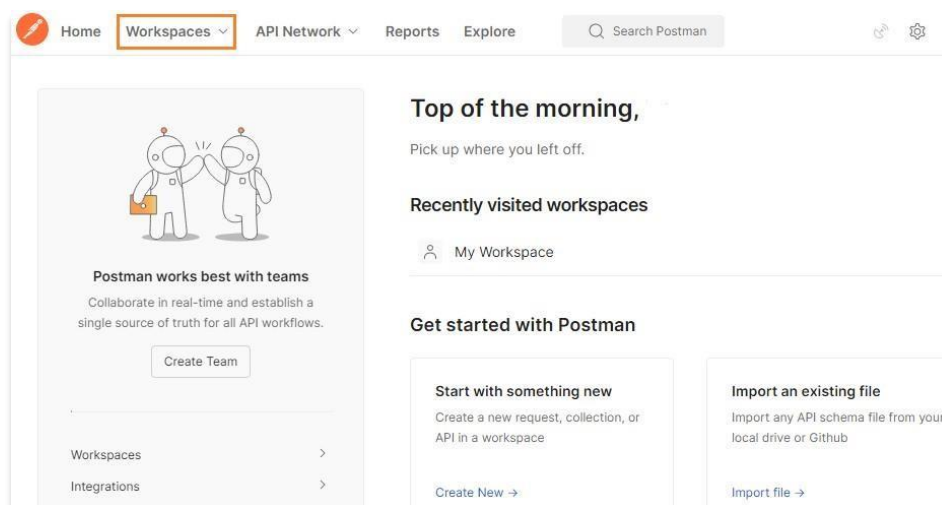 Home Workspaces API Network Reports Explore Search Postman
Postman works best with teams
Collaborate in real-time and establish a
single source of truth for all API workflows.
Create Team
Workspaces
Integrations
Top of the morning,
Pick up where you left off.
Recently visited workspaces
My Workspace
Get started with Postman
Start with something new
Create a new request, collection, or
API in a workspace
Create New →
Import an existing file
Import any API schema file from your
local drive or Github
Import file →